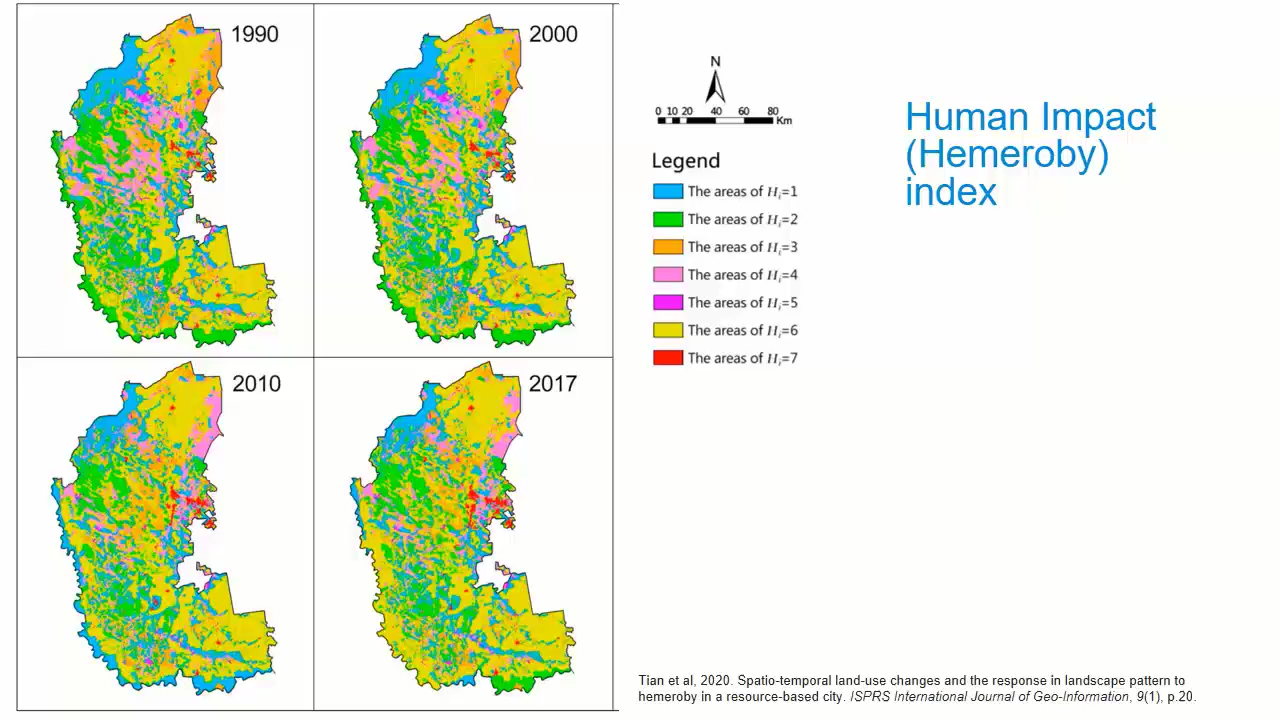 1990
2000
2010
2017
N
0 10 20 40 60 80
Km
Legend
The areas of Hi=1
The areas of Hi=2
The areas of Hi=3
The areas of Hi=4
The areas of Hi=5
The areas of Hi=6
The areas of Hi=7
Human Impact
(Hemeroby)
index
Tian et al, 2020. Spatio-temporal land-use changes and the response in landscape pattern to
hemeroby in a resource-based city. ISPRS International Journal of Geo-Information, 9(1), p.20.